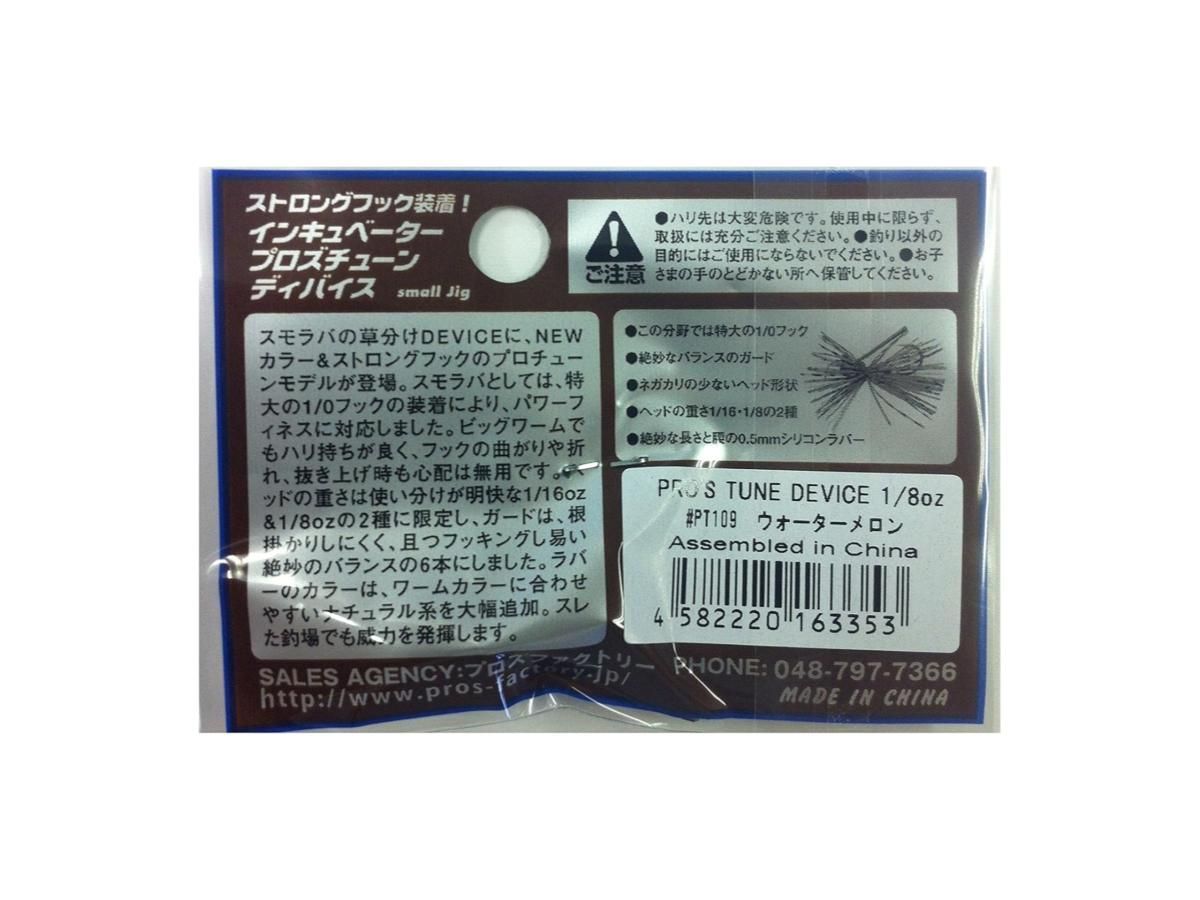 ストロングフック装着!
インキュベーター
プロズチューン
ディバイス small Jig
ご注意
●ハリ先は大変危険です。使用中に限らず、
取扱には充分ご注意ください。●釣り以外の
目的にはご使用にならないでください。●お子
さまの手のとどかない所へ保管してください。
スモラバの草分けDEVICEに、NEW
カラー&ストロングフックのプロチュー
ンモデルが登場。スモラバとしては、特
大の1/0フックの装着により、パワーフ
ィネスに対応しました。ビッグワームで
もハリ持ちが良く、フックの曲がりや折
れ、抜き上げ時も心配は無用です。ヘ
ッドの重さは使い分けが明快な1/16oz
&1/8ozの2種に限定し、ガードは、根
掛かりしにくく、且つフッキングし易い
絶妙のバランスの6本にしました。ラバ
ーのカラーは、ワームカラーに合わせ
やすいナチュラル系を大幅追加。スレ
た釣場でも威力を発揮します。
●この分野では特大の1/0フック
●絶妙なバランスのガード
●ネガカリの少ないヘッド形状
●ヘッドの重さ1/16・1/8の2種
●絶妙な長さと腰の0.5mmシリコンラバー
PRO'S TUNE DEVICE 1/8oz
#PT109 ウォーターメロン
Assembled in China
4 582220 163353
SALES AGENCY:プロズファクトリー PHONE: 048-797-7366
http://www.pros-factory.jp/
MADE IN CHINA